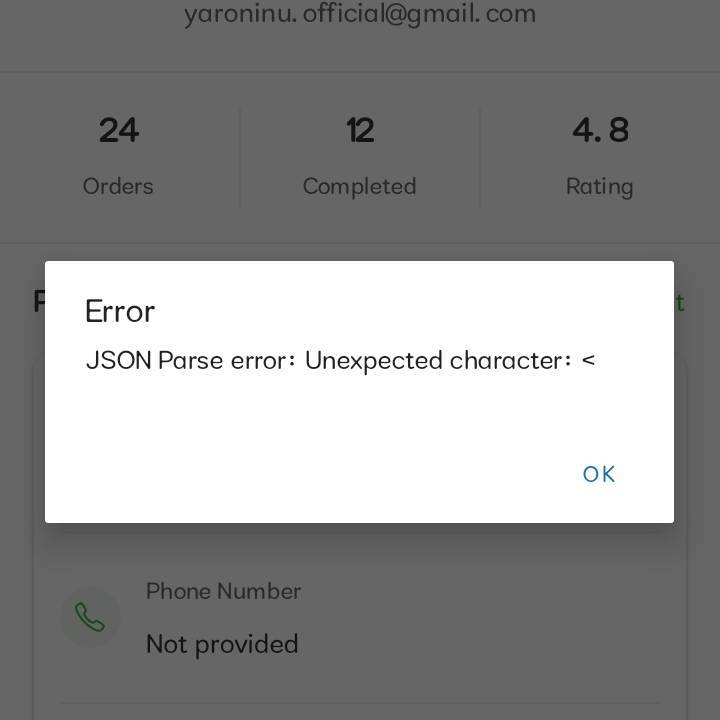 yaroninu. official@gmail. com
24
12
4. 8
Orders
Completed
Rating
Error
JSON Parse error: Unexpected character: <
OK
Phone Number
Not provided